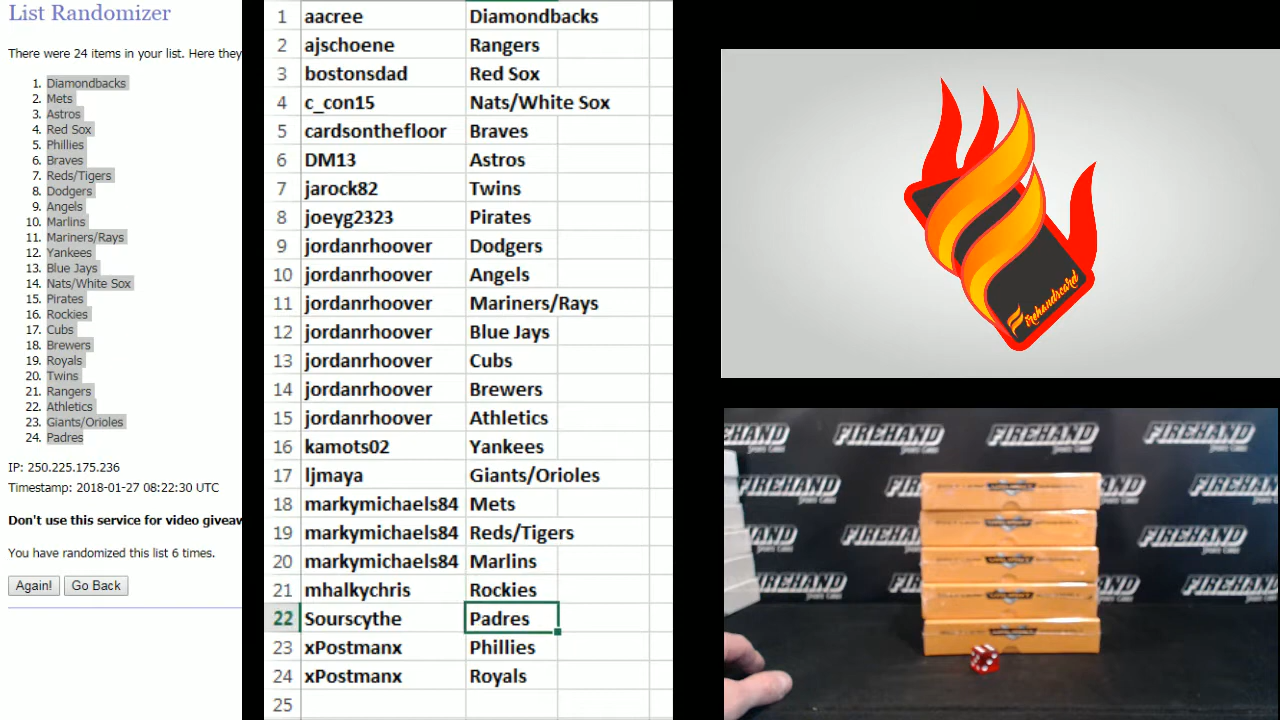 List Randomizer
There were 24 items in your list. Here they
1. Diamondbacks
2. Mets
3. Astros
4. Red Sox
5. Phillies
6. Braves
7. Reds/Tigers
8. Dodgers
9. Angels
10. Marlins
11. Mariners/Rays
12. Yankees
13. Blue Jays
14. Nats/White Sox
15. Pirates
16. Rockies
17. Cubs
18. Brewers
19. Royals
20. Twins
21. Rangers
22. Athletics
23. Giants/Orioles
24. Padres
IP: 250.225.175.236
Timestamp: 2018-01-27 08:22:30 UTC
Don't use this service for video giveaw
You have randomized this list 6 times.
Again! Go Back
1 aacree Diamondbacks
2 ajschoene Rangers
3 bostonsdad Red Sox
4 c_con15 Nats/White Sox
5 cardsonthefloor Braves
6 DM13 Astros
7 jarock82 Twins
8 joeyg2323 Pirates
9 jordanrhoover Dodgers
10 jordanrhoover Angels
11 jordanrhoover Mariners/Rays
12 jordanrhoover Blue Jays
13 jordanrhoover Cubs
14 jordanrhoover Brewers
15 jordanrhoover Athletics
16 kamots02 Yankees
17 ljmaya Giants/Orioles
18 markymichaels84 Mets
19 markymichaels84 Reds/Tigers
20 markymichaels84 Marlins
21 mhalkychris Rockies
22 Sourscythe Padres
23 xPostmanx Phillies
24 xPostmanx Royals
25
Firehandscard
FIREHAND FIREHAND FIREHAND FIREHAND
FIREHAND FIREHAND
FIREHAND FIREHAND
FIREHAND FIREHAND